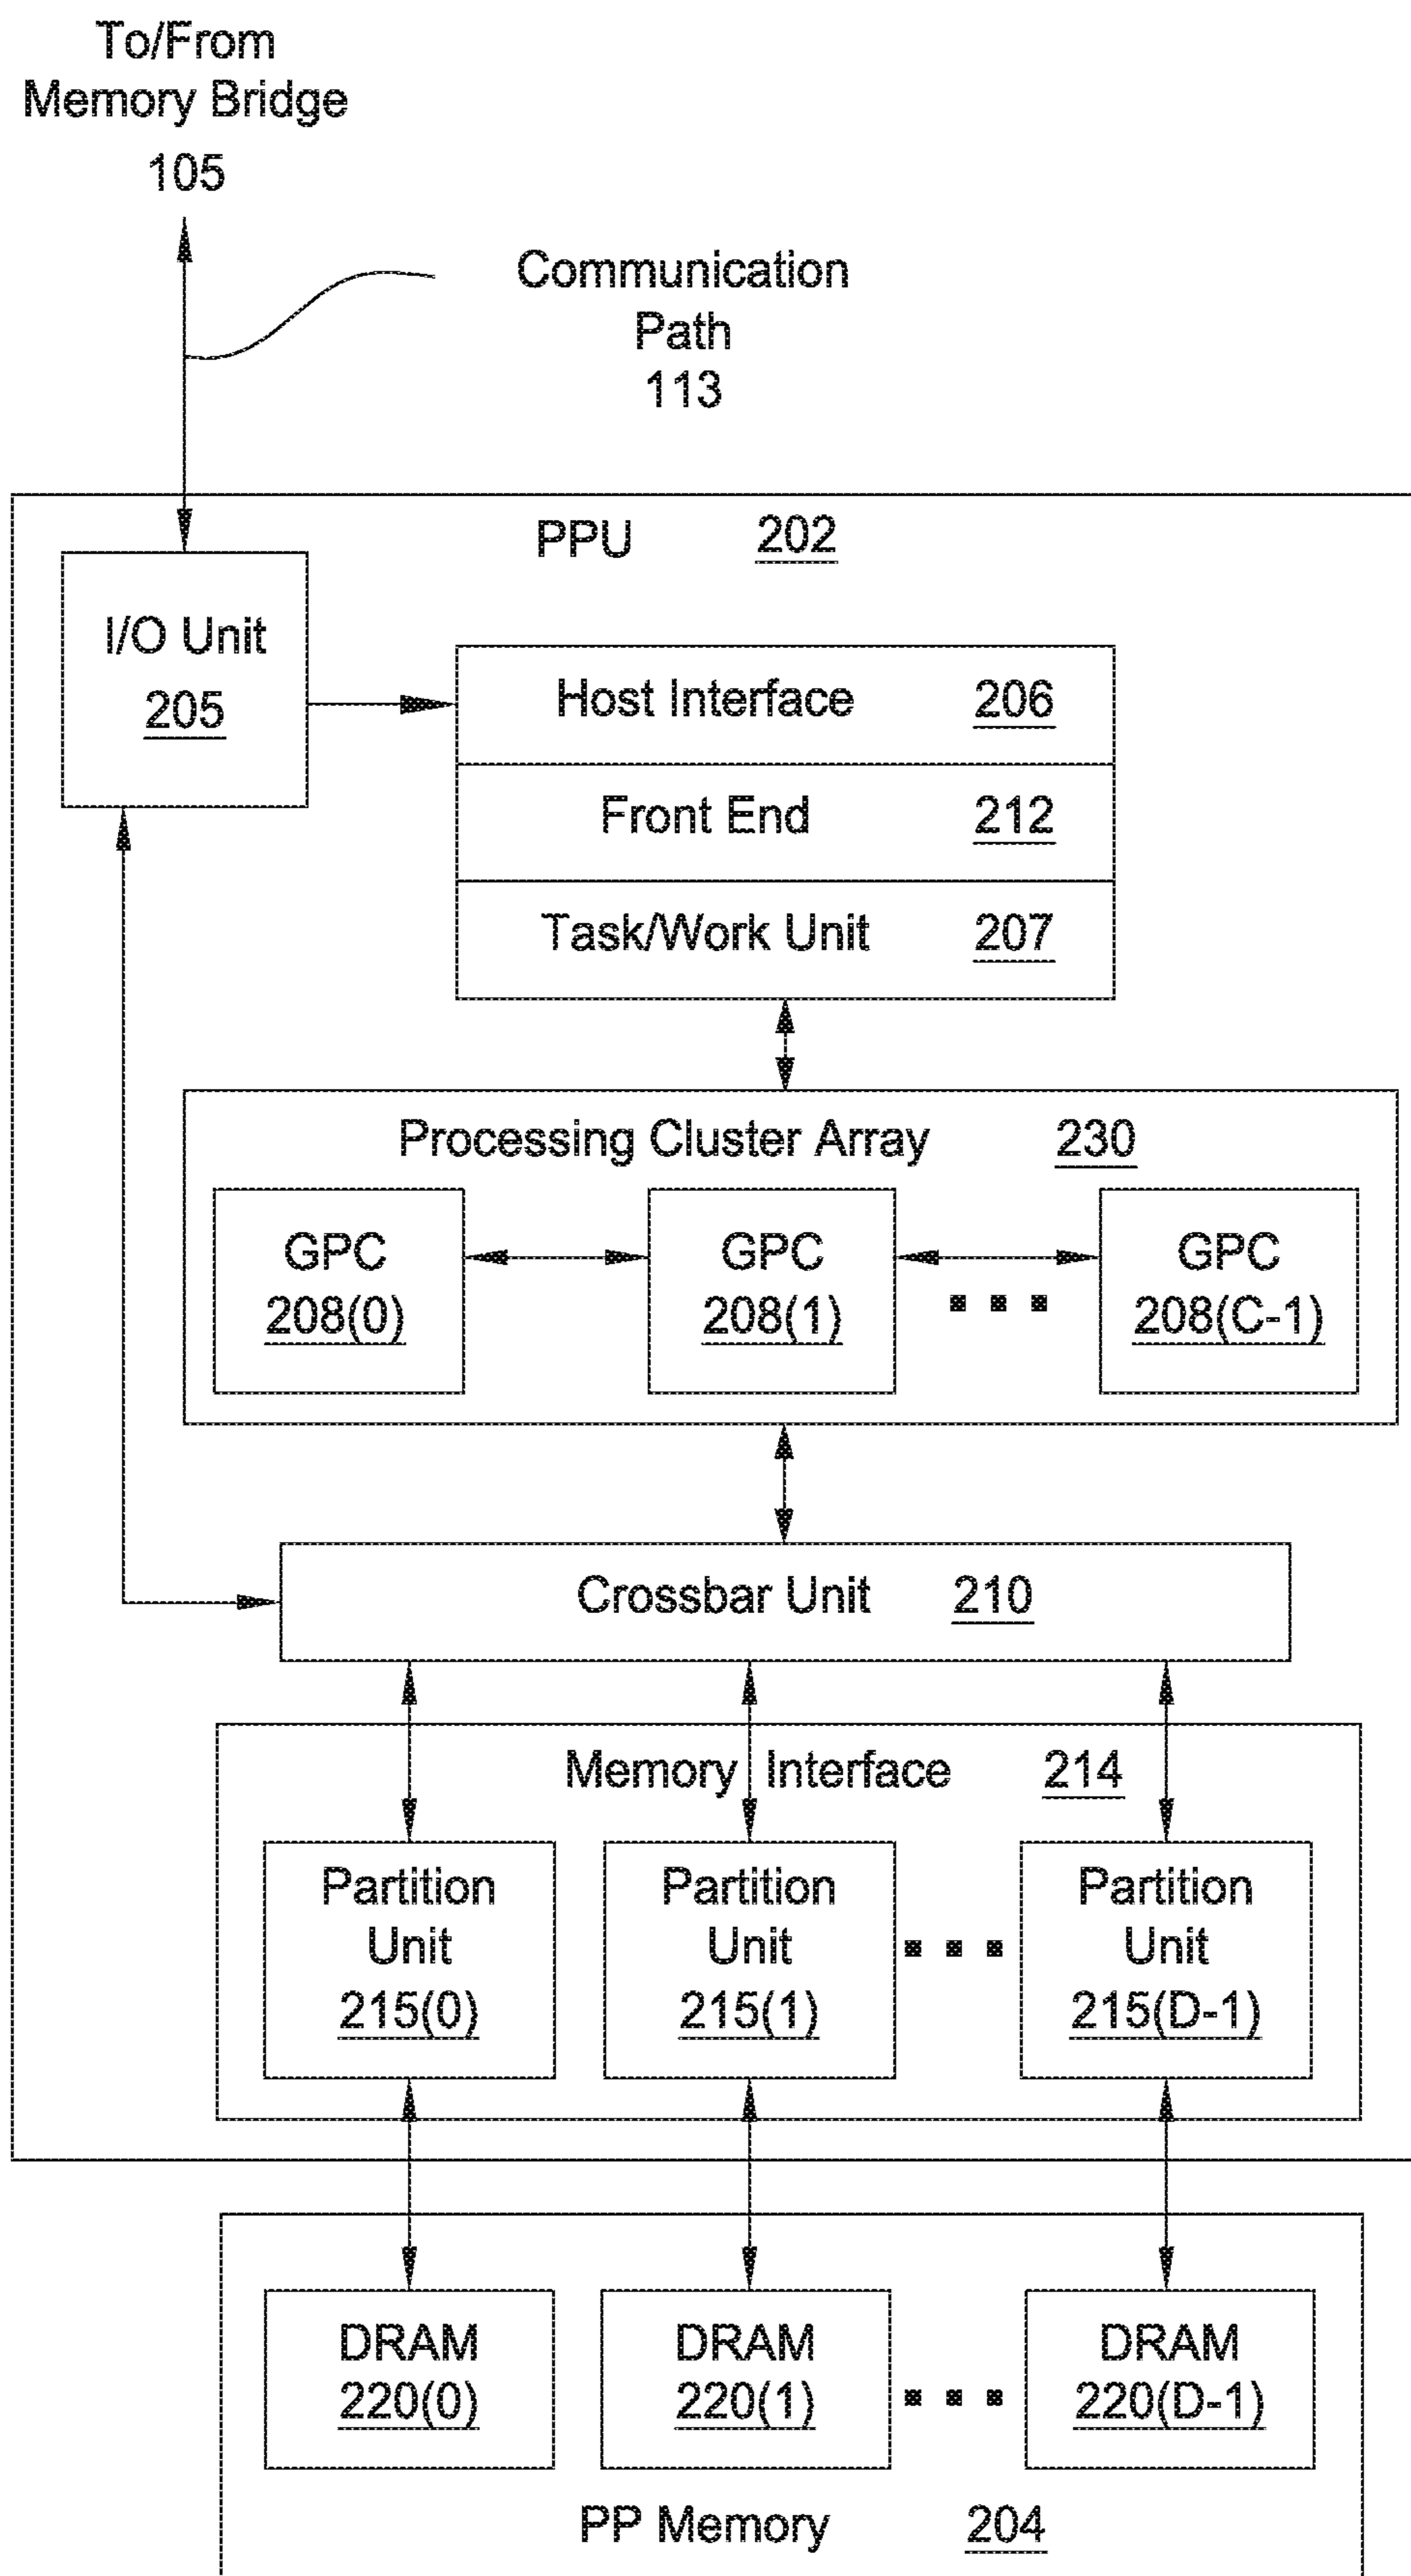 To/From
Memory Bridge
105
Communication
Path
113
PPU 202
I/O Unit
205
Host Interface 206
Front End 212
Task/Work Unit 207
Processing Cluster Array 230
GPC
208(0)
GPC
208(1)
GPC
208(C-1)
Crossbar Unit 210
Memory Interface 214
Partition
Unit
215(0)
Partition
Unit
215(1)
Partition
Unit
215(D-1)
DRAM
220(0)
DRAM
220(1)
DRAM
220(D-1)
PP Memory 204